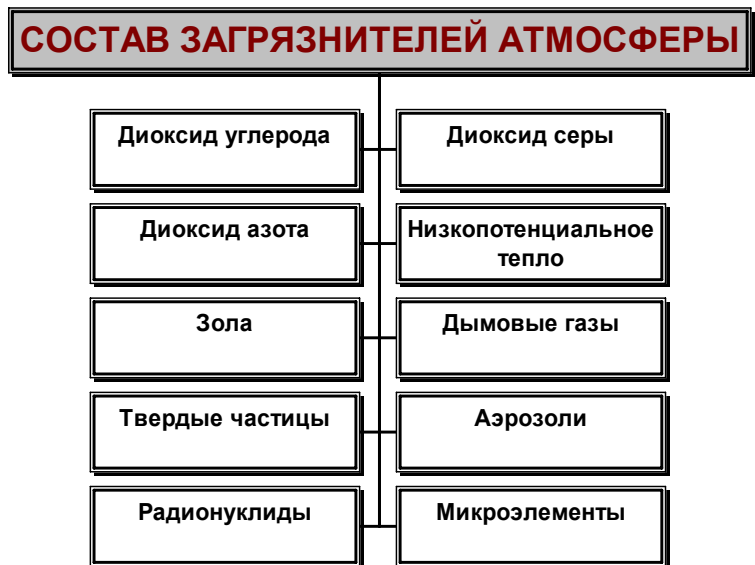 СОСТАВ ЗАГРЯЗНИТЕЛЕЙ АТМОСФЕРЫ
Диоксид углерода
Диоксид серы
Диоксид азота
Низкопотенциальное
тепло
Зола
Дымовые газы
Твердые частицы
Аэрозоли
Радионуклиды
Микроэлементы